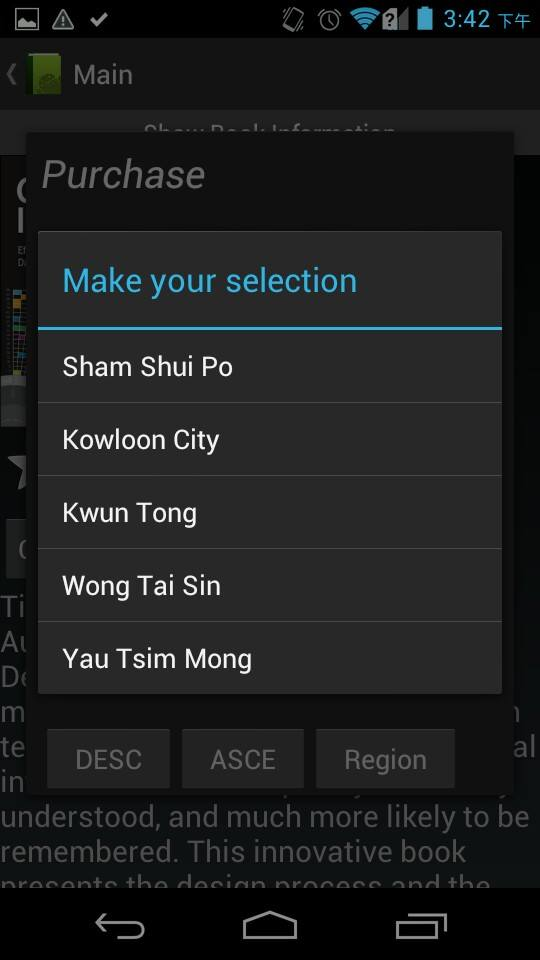 3:42 下午
Main
Show Book Information
Purchase
Make your selection
Sham Shui Po
Kowloon City
Kwun Tong
Wong Tai Sin
Yau Tsim Mong
DESC ASCE Region
understood, and much more likely to be
remembered. This innovative book
presents the design process and the